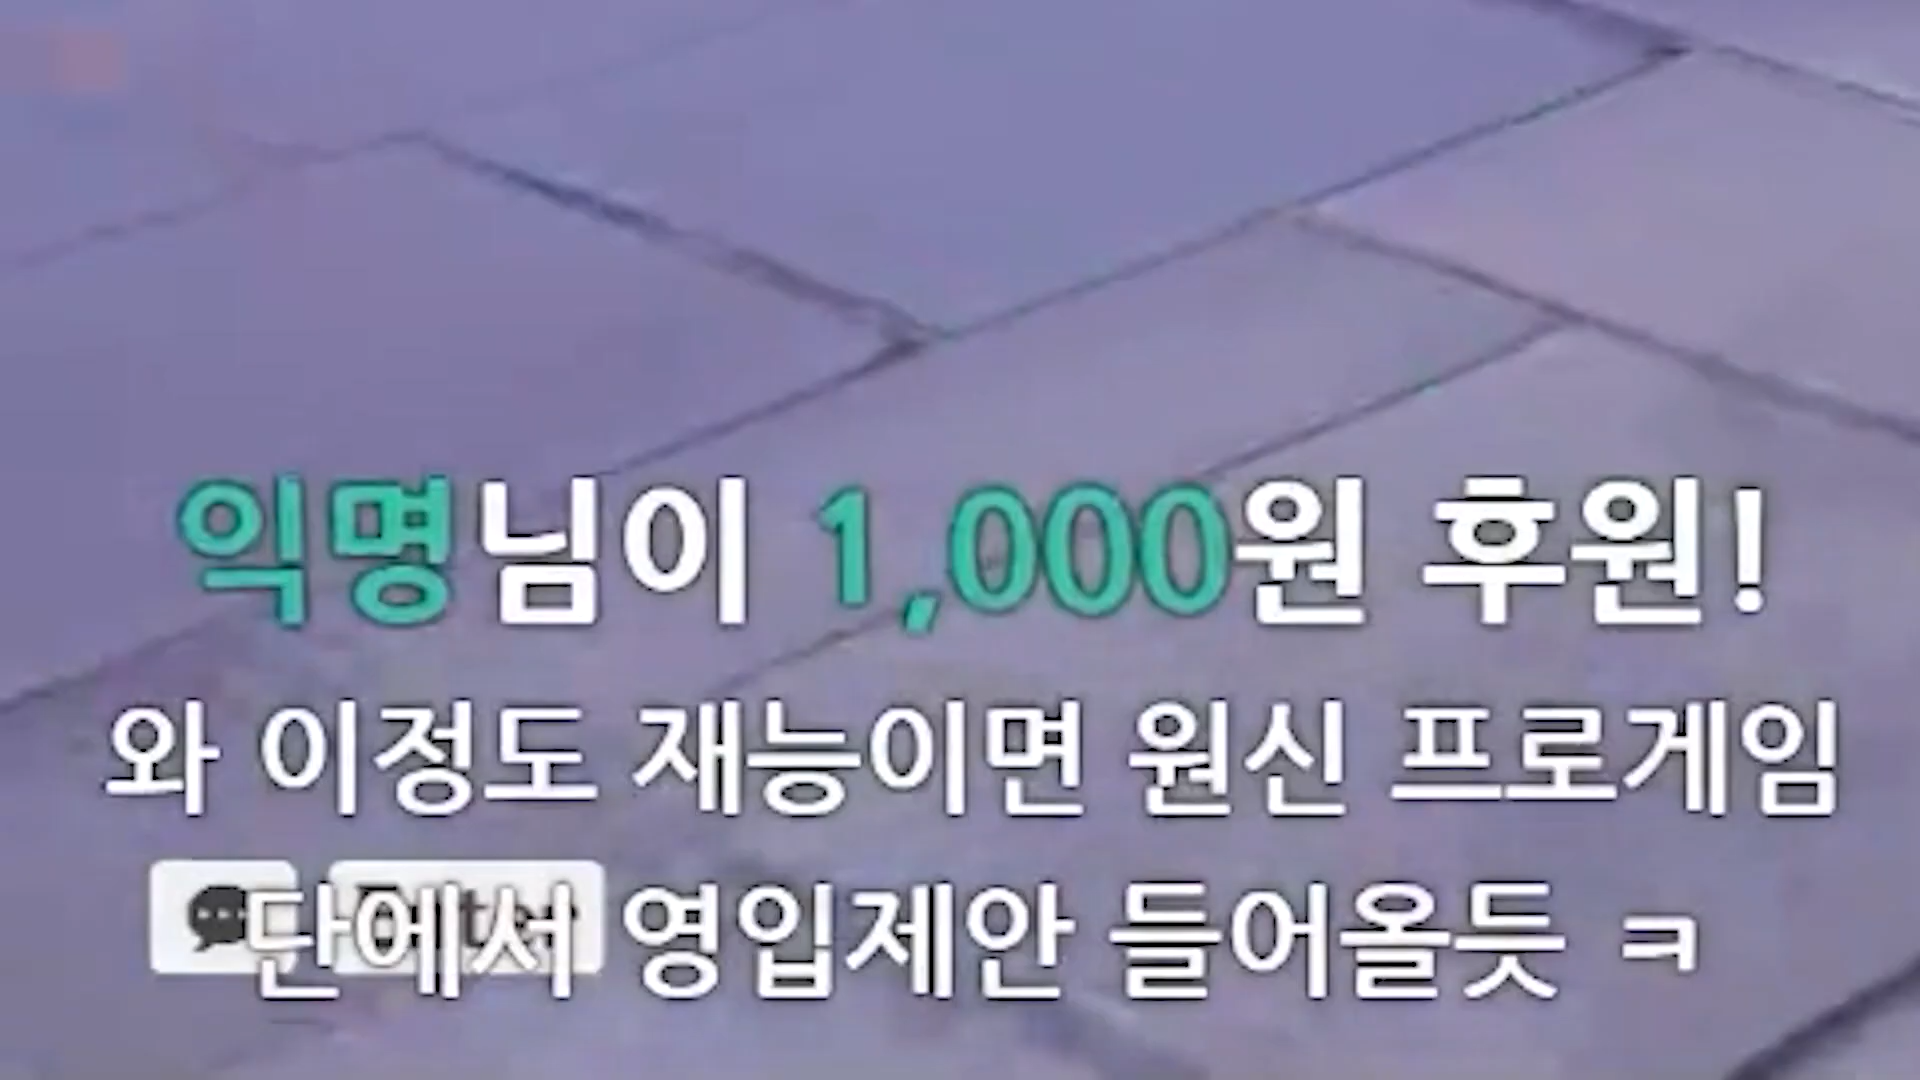 익명님이 1,000원 후원!
와 이정도 재능이면 원신 프로게임
단에서 영입제안 들어올듯 ㅋ